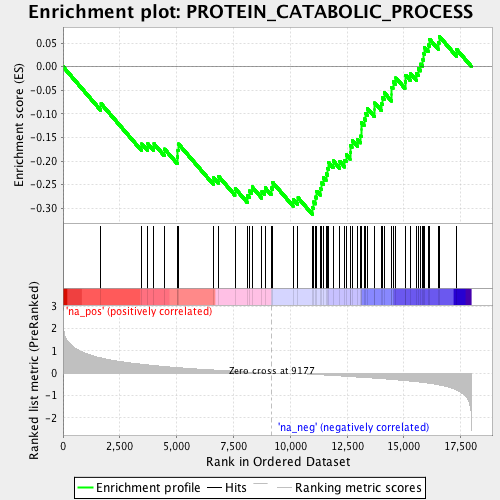 Enrichment plot: PROTEIN_CATABOLIC_PROCESS
Enrichment score (ES)
0.05
0.00
-0.05
-0.10
-0.15
-0.20
-0.25
-0.30
'na_pos' (positively correlated)
Ranked list metric (PreRanked)
3
2
1
0
-1
-2
Zero cross at 9177
'na_neg' (negatively correlated)
0
2,500
5,000
7,500
10,000
12,500
15,000
17,500
Rank in Ordered Dataset
Enrichment profile
Hits
Ranking metric scores